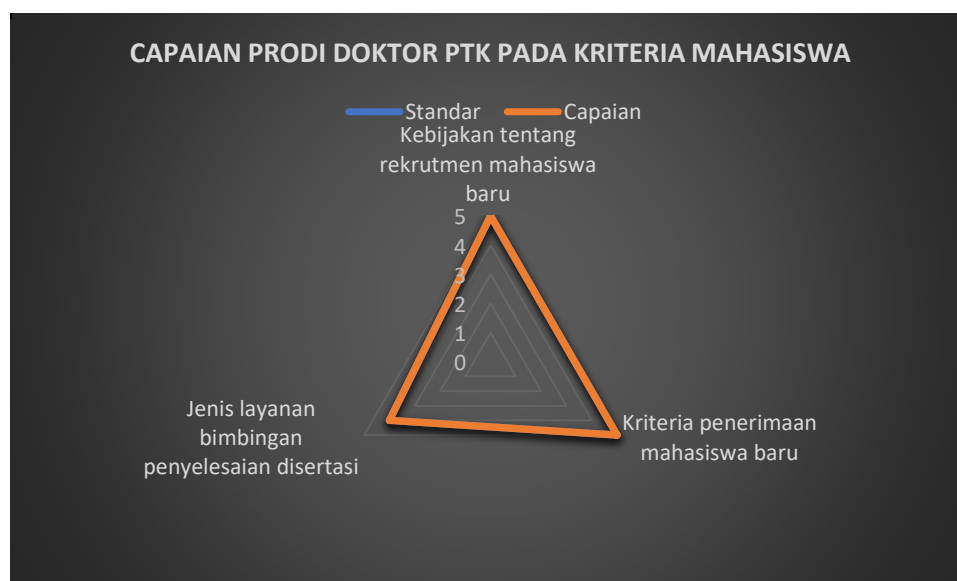 CAPAIAN PRODI DOKTOR PTK PADA KRITERIA MAHASISWA
Standar Capaian
Kebijakan tentang
rekrutmen mahasiswa
baru
5
4
3
2
1
0
Jenis layanan
bimbingan
penyelesaian disertasi
Kriteria penerimaan
mahasiswa baru